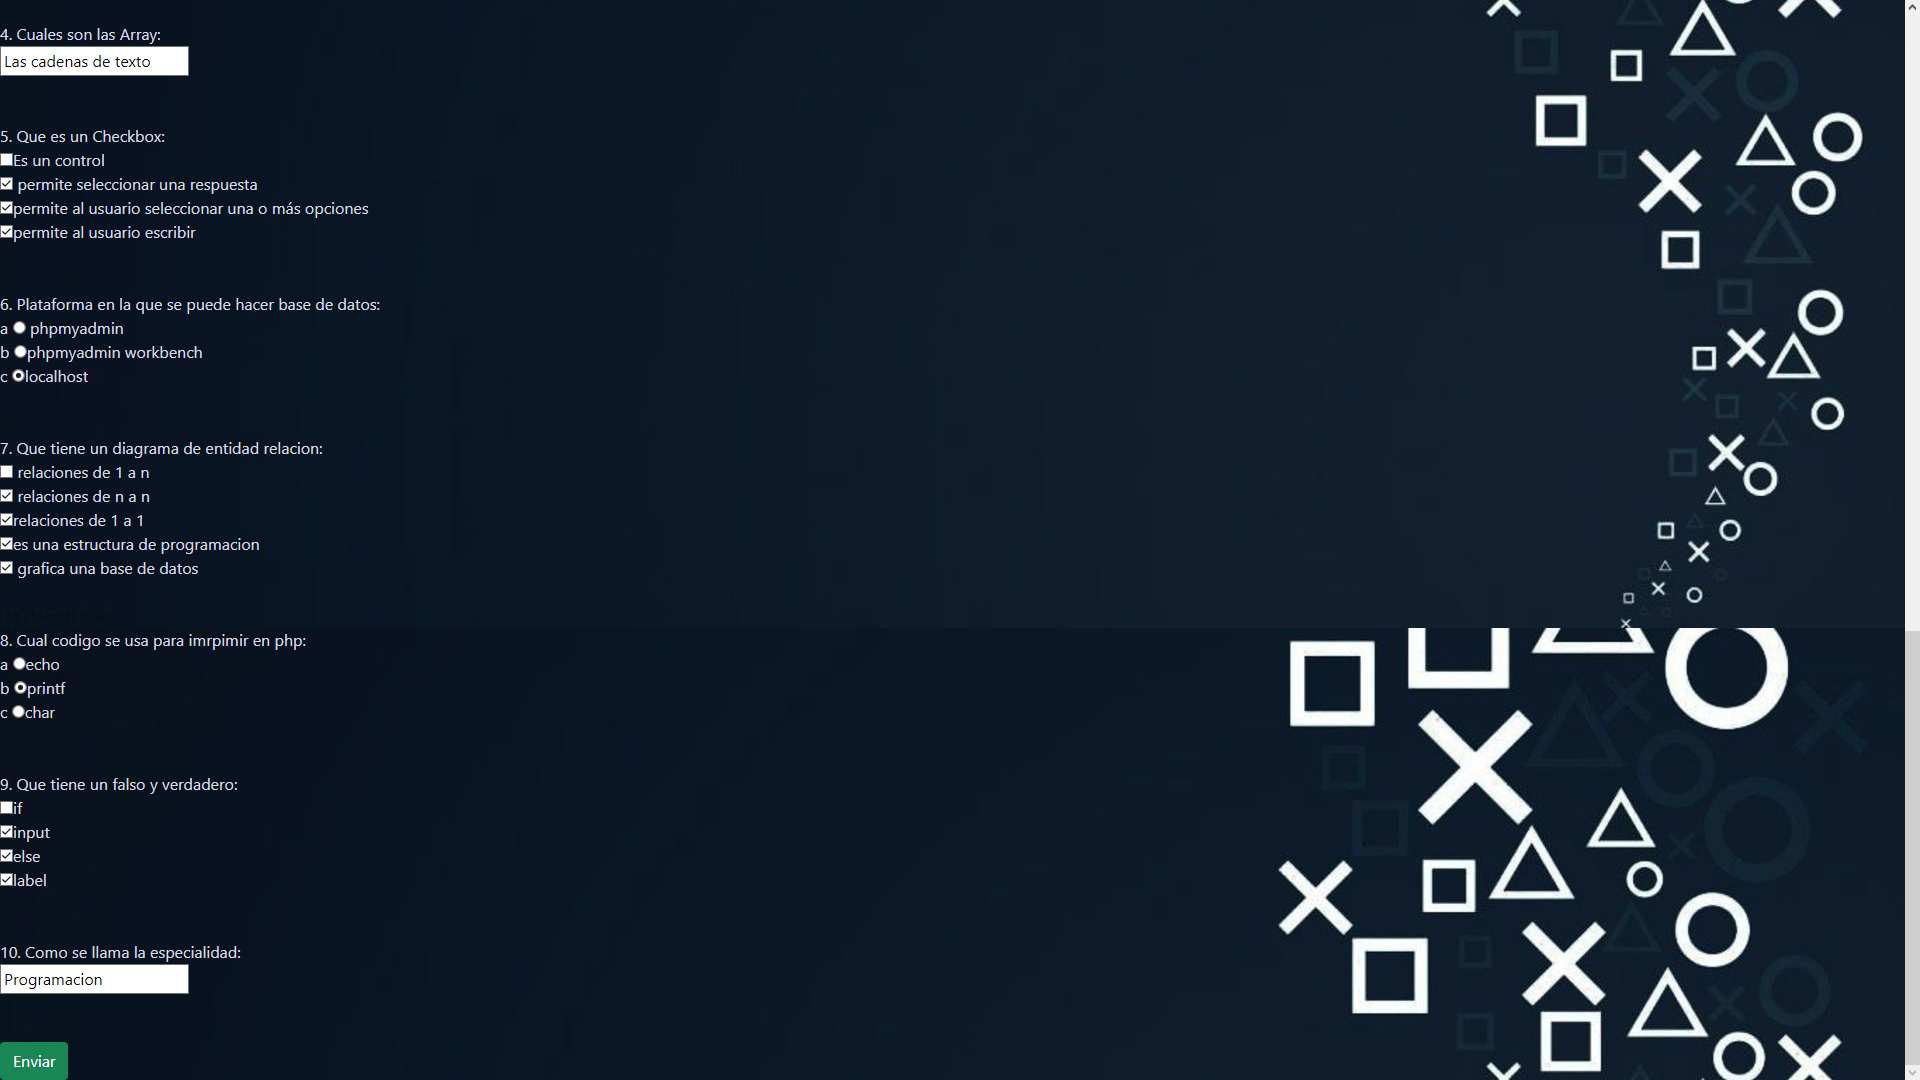 4. Cuales son las Array:
Las cadenas de texto
5. Que es un Checkbox:
Es un control
permite seleccionar una respuesta
permite al usuario seleccionar una o más opciones
permite al usuario escribir
6. Plataforma en la que se puede hacer base de datos:
a phpmyadmin
b phpmyadmin workbench
c localhost
7. Que tiene un diagrama de entidad relacion:
relaciones de 1 a n
relaciones de n a n
relaciones de 1 a 1
es una estructura de programacion
grafica una base de datos
8. Cual codigo se usa para imrpimir en php:
a echo
b printf
c char
9. Que tiene un falso y verdadero:
if
input
else
label
10. Como se llama la especialidad:
Programacion
Enviar